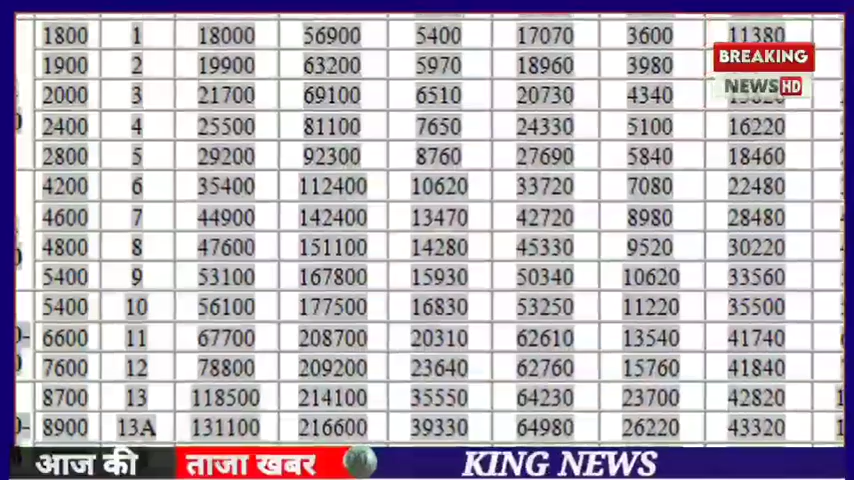 1800 1 18000 56900 5400 17070 3600 11380
1900 2 19900 63200 5970 18960 3980
2000 3 21700 69100 6510 20730 4340
2400 4 25500 81100 7650 24330 5100 16220
2800 5 29200 92300 8760 27690 5840 18460
4200 6 35400 112400 10620 33720 7080 22480
4600 7 44900 142400 13470 42720 8980 28480
4800 8 47600 151100 14280 45330 9520 30220
5400 9 53100 167800 15930 50340 10620 33560
5400 10 56100 177500 16830 53250 11220 35500
6600 11 67700 208700 20310 62610 13540 41740
7600 12 78800 209200 23640 62760 15760 41840
8700 13 118500 214100 35550 64230 23700 42820
8900 13A 131100 216600 39330 64980 26220 43320
BREAKING
NEWS HD
आज की ताजा खबर KING NEWS